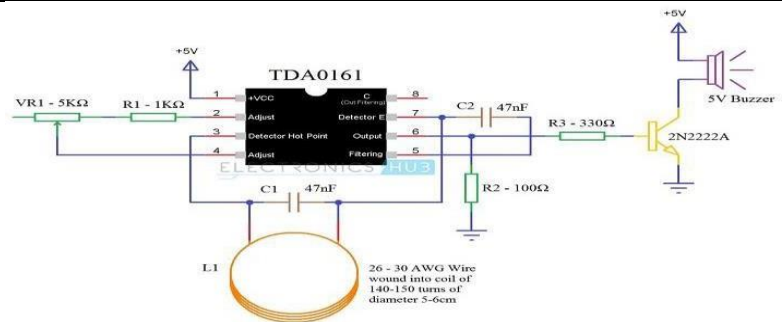 +5V
+5V
TDA0161
5V Buzzer
VR1 - 5KΩ
R1 - 1KΩ
1
+VCC
C
(Cut Filtering)
8
2
Adjust
Detector E
7
C2
47nF
3
Detector Hot Point
Output
6
R3 - 330Ω
2N2222A
4
Adjust
Filtering
5
ELECTRONICS HUB
C1
47nF
R2 - 100Ω
L1
26 - 30 AWG Wire
wound into coil of
140-150 turns of
diameter 5-6cm